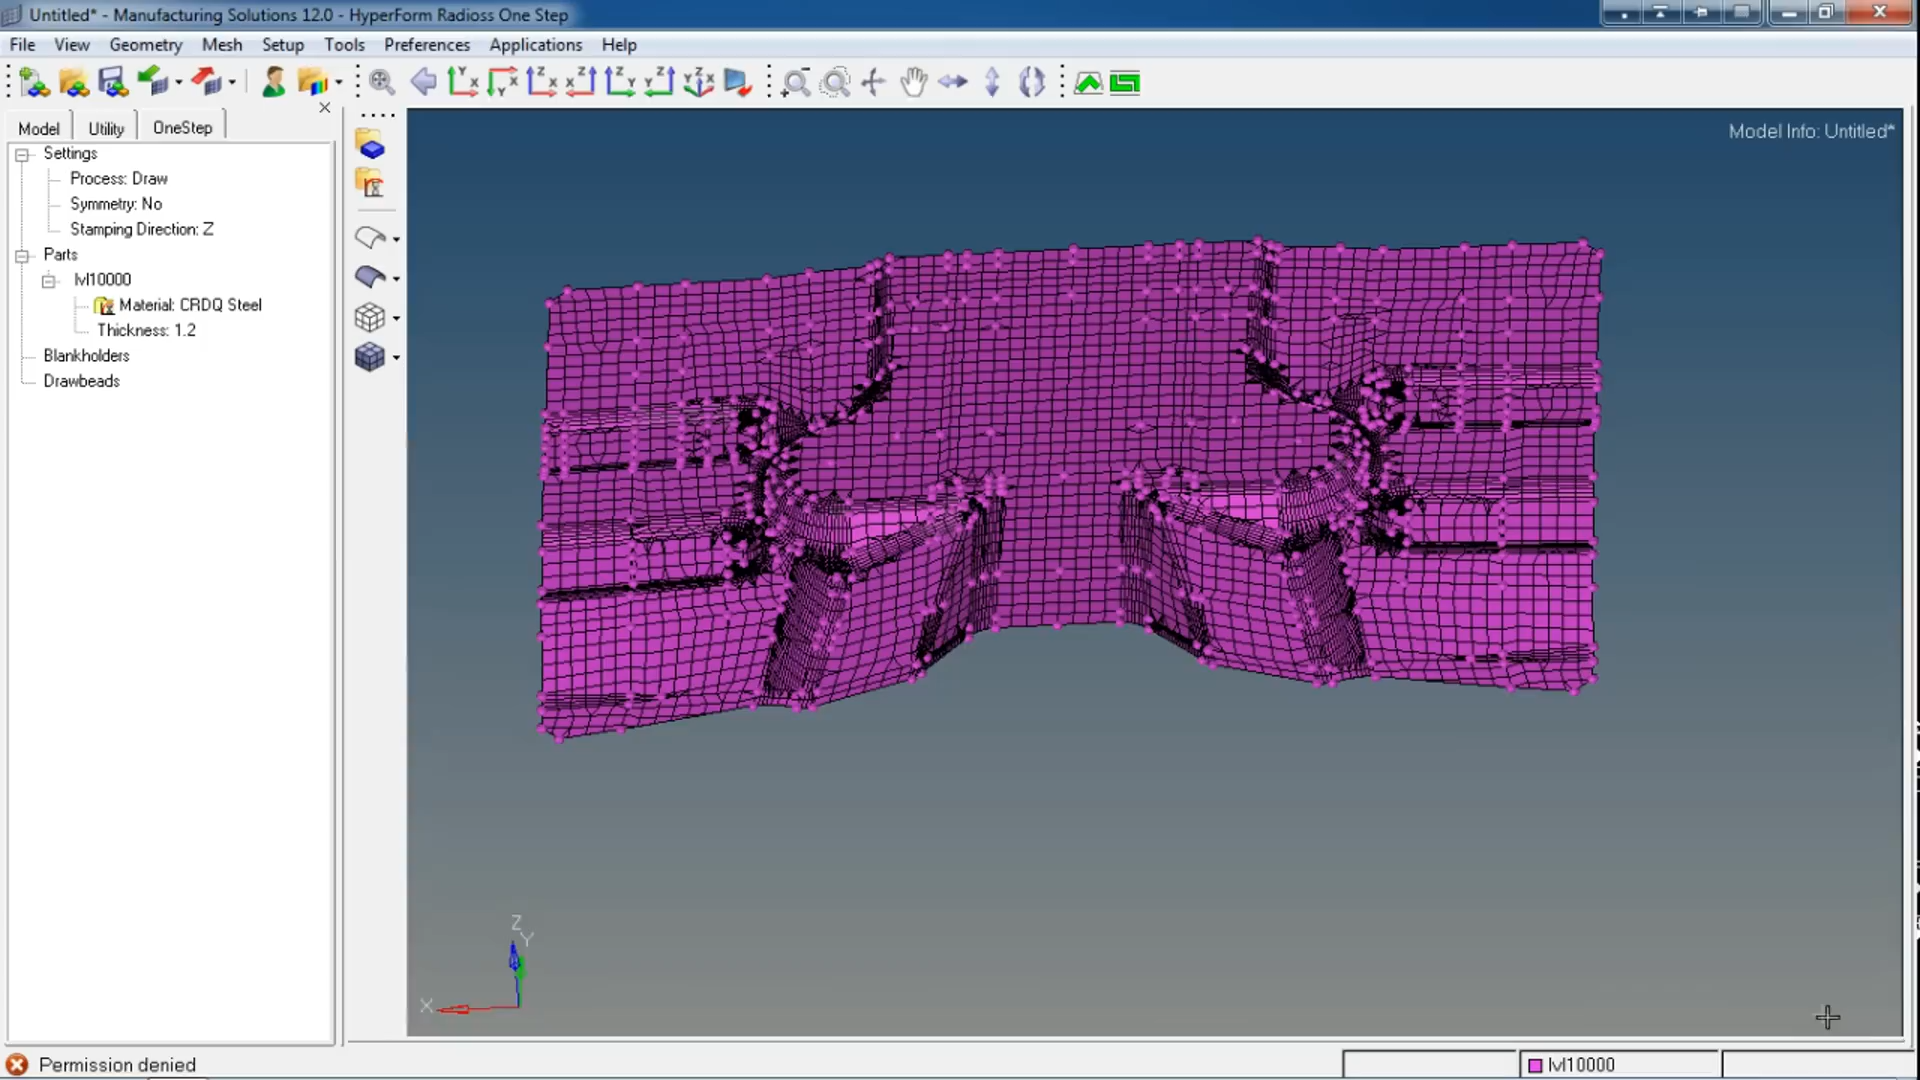 Untitled* - Manufacturing Solutions 12.0 - HyperForm Radioss One Step
File View Geometry Mesh Setup Tools Preferences Applications Help
Model Utility OneStep
Settings
Process: Draw
Symmetry: No
Stamping Direction: Z
Parts
lvl10000
Material: CRDQ Steel
Thickness: 1.2
Blankholders
Drawbeads
Model Info: Untitled*
Z
Y
X
Permission denied
lvl10000